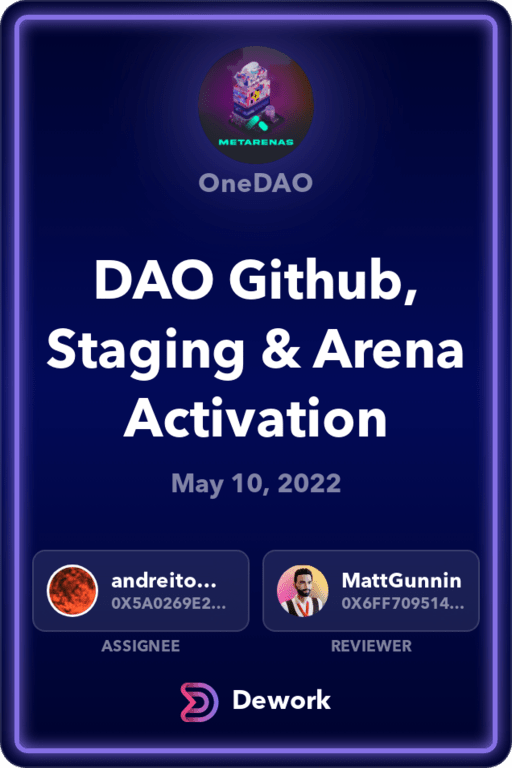 METARENAS
OneDAO
DAO Github,
Staging & Arena
Activation
May 10, 2022
andreito...
0X5A0269E2...
MattGunnin
0X6FF709514...
ASSIGNEE
REVIEWER
Dework